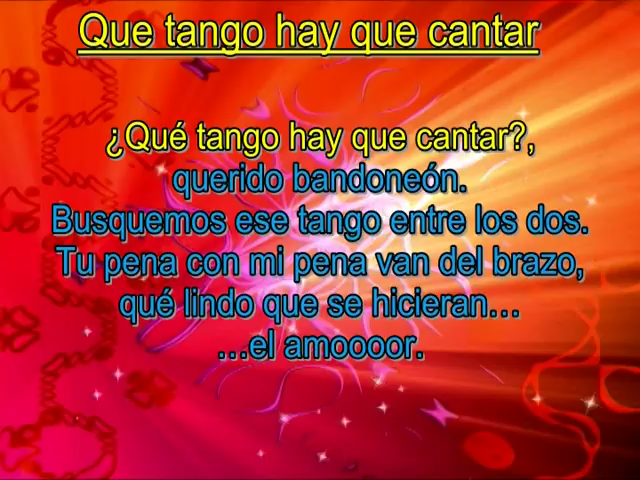 Que tango hay que cantar
¿Qué tango hay que cantar?,
querido bandoneón.
Busquemos ese tango entre los dos.
Tu pena con mi pena van del brazo,
qué lindo que se hicieran...
...el amoooor.